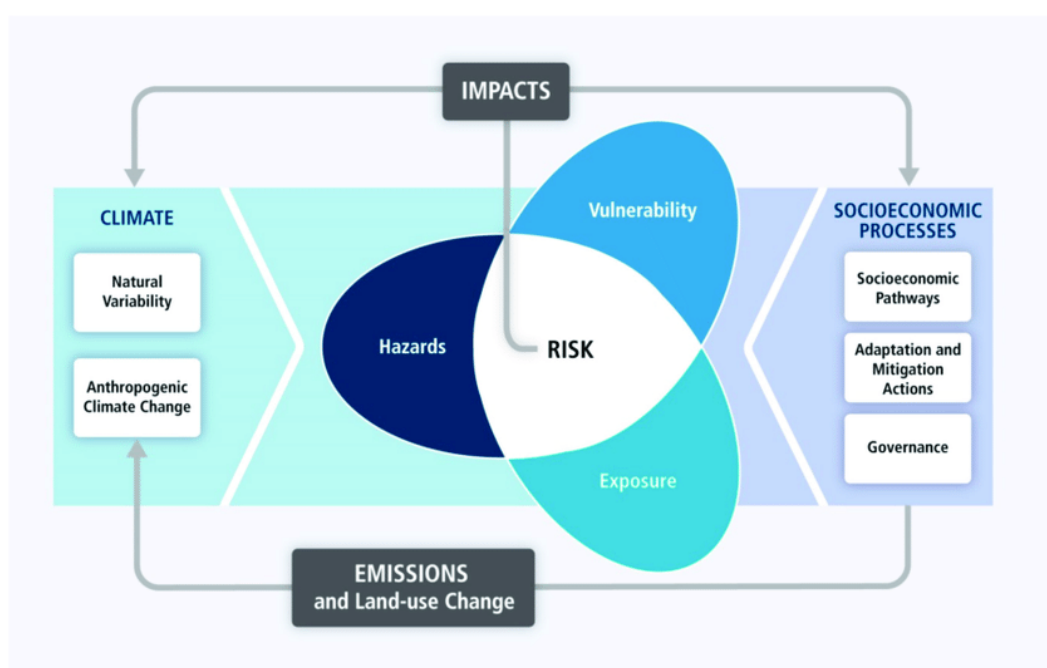 IMPACTS
CLIMATE
Natural
Variability
Anthropogenic
Climate Change
Hazards
Vulnerability
RISK
Exposure
SOCIOECONOMIC
PROCESSES
Socioeconomic
Pathways
Adaptation and
Mitigation
Actions
Governance
EMISSIONS
and Land-use Change